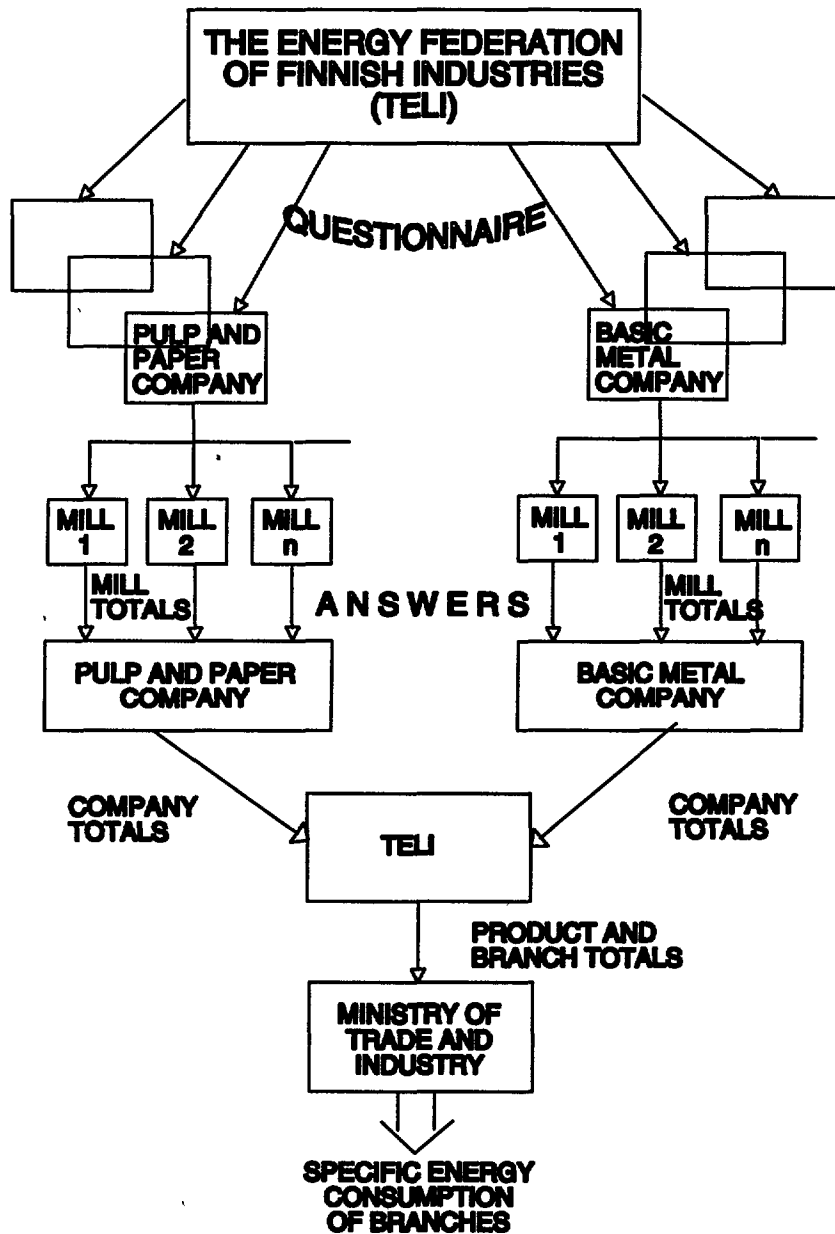 THE ENERGY FEDERATION
OF FINNISH INDUSTRIES
(TELI)
QUESTIONNAIRE
PULP AND
PAPER
COMPANY
BASIC
METAL
COMPANY
MILL
1
MILL
2
MILL
n
MILL
1
MILL
2
MILL
n
MILL
TOTALS
ANSWERS
MILL
TOTALS
PULP AND PAPER
COMPANY
BASIC METAL
COMPANY
COMPANY
TOTALS
COMPANY
TOTALS
TELI
PRODUCT AND
BRANCH TOTALS
MINISTRY OF
TRADE AND
INDUSTRY
SPECIFIC ENERGY
CONSUMPTION
OF BRANCHES